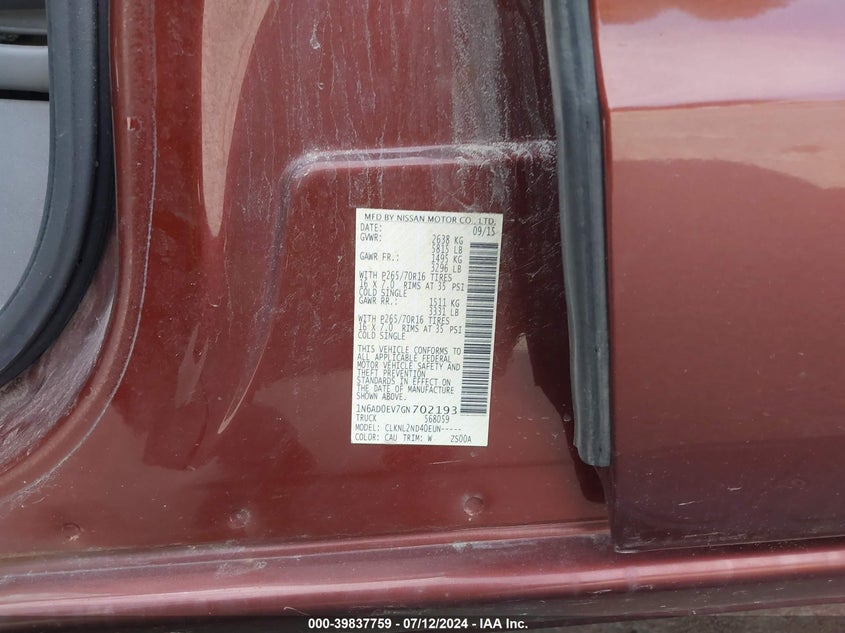 MFD BY NISSAN MOTOR CO., LTD.
DATE: 09/15
GVWR: 2638 KG
5815 LB
GAWR FR.: 1495 KG
3296 LB
WITH P265/70R16 TIRES
16 X 7.0 RIMS AT 35 PSI
COLD SINGLE
GAWR RR.: 1511 KG
3331 LB
WITH P265/70R16 TIRES
16 X 7.0 RIMS AT 35 PSI
COLD SINGLE
THIS VEHICLE CONFORMS TO
ALL APPLICABLE FEDERAL
MOTOR VEHICLE SAFETY AND
THEFT PREVENTION
STANDARDS IN EFFECT ON
THE DATE OF MANUFACTURE
SHOWN ABOVE.
1N6AD0EV7GN702193
TRUCK 568059
MODEL: CLKNL2ND40EUN-----
COLOR: CAU TRIM: W ZS00A
000-39837759 - 07/12/2024 - IAA Inc.